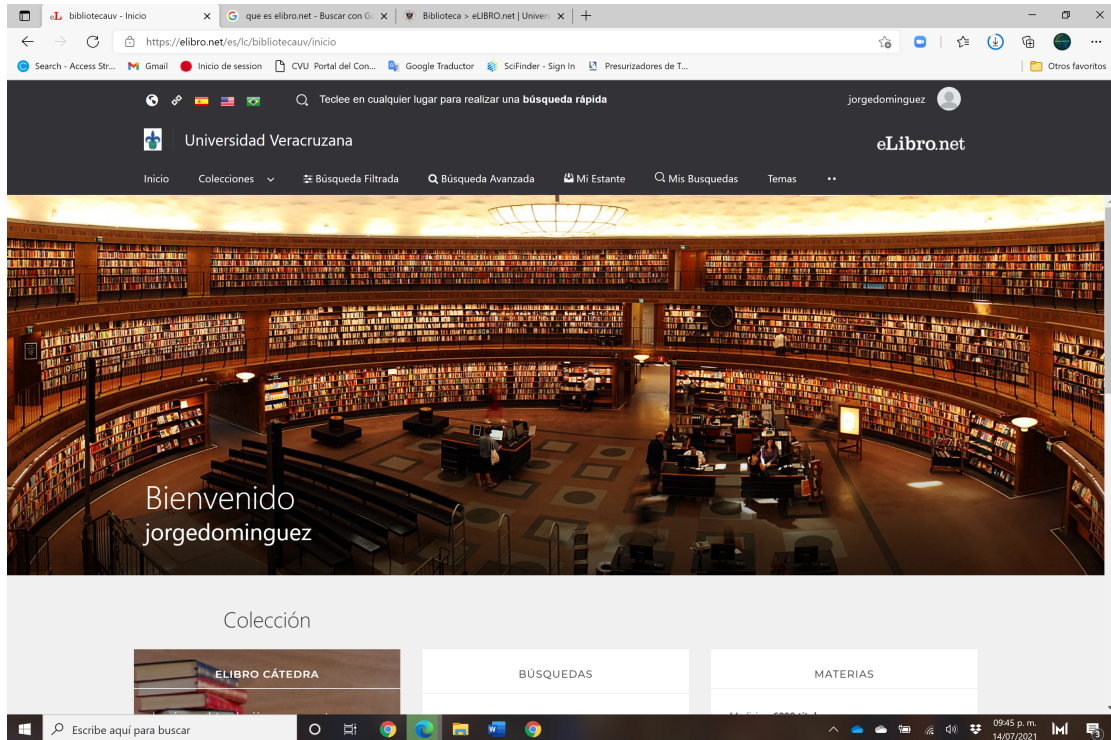 bibliotecauv - Inicio
que es elibro.net - Buscar con Go
Biblioteca > eLIBRO.net | Univers
https://elibro.net/es/lc/bibliotecauv/inicio
Search - Access Str...
Gmail
Inicio de session
CVU Portal del Con...
Google Traductor
SciFinder - Sign In
Presurizadores de T...
Otros favoritos
Teclee en cualquier lugar para realizar una búsqueda rápida
jorgedominguez
Universidad Veracruzana
eLibro.net
Inicio
Colecciones
Búsqueda Filtrada
Búsqueda Avanzada
Mi Estante
Mis Busquedas
Temas
Bienvenido
jorgedominguez
Colección
ELIBRO CÁTEDRA
BÚSQUEDAS
MATERIAS
Escribe aquí para buscar
09:45 p. m.
14/07/2021